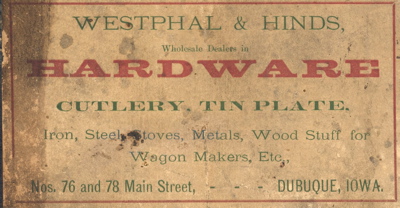 WESTPHAL & HINDS,
Wholesale Dealers in
HARDWARE
CUTLERY, TIN PLATE,
Iron, Steel, Stoves, Metals, Wood Stuff for
Wagon Makers, Etc.,
Nos. 76 and 78 Main Street, - - - DUBUQUE, IOWA.